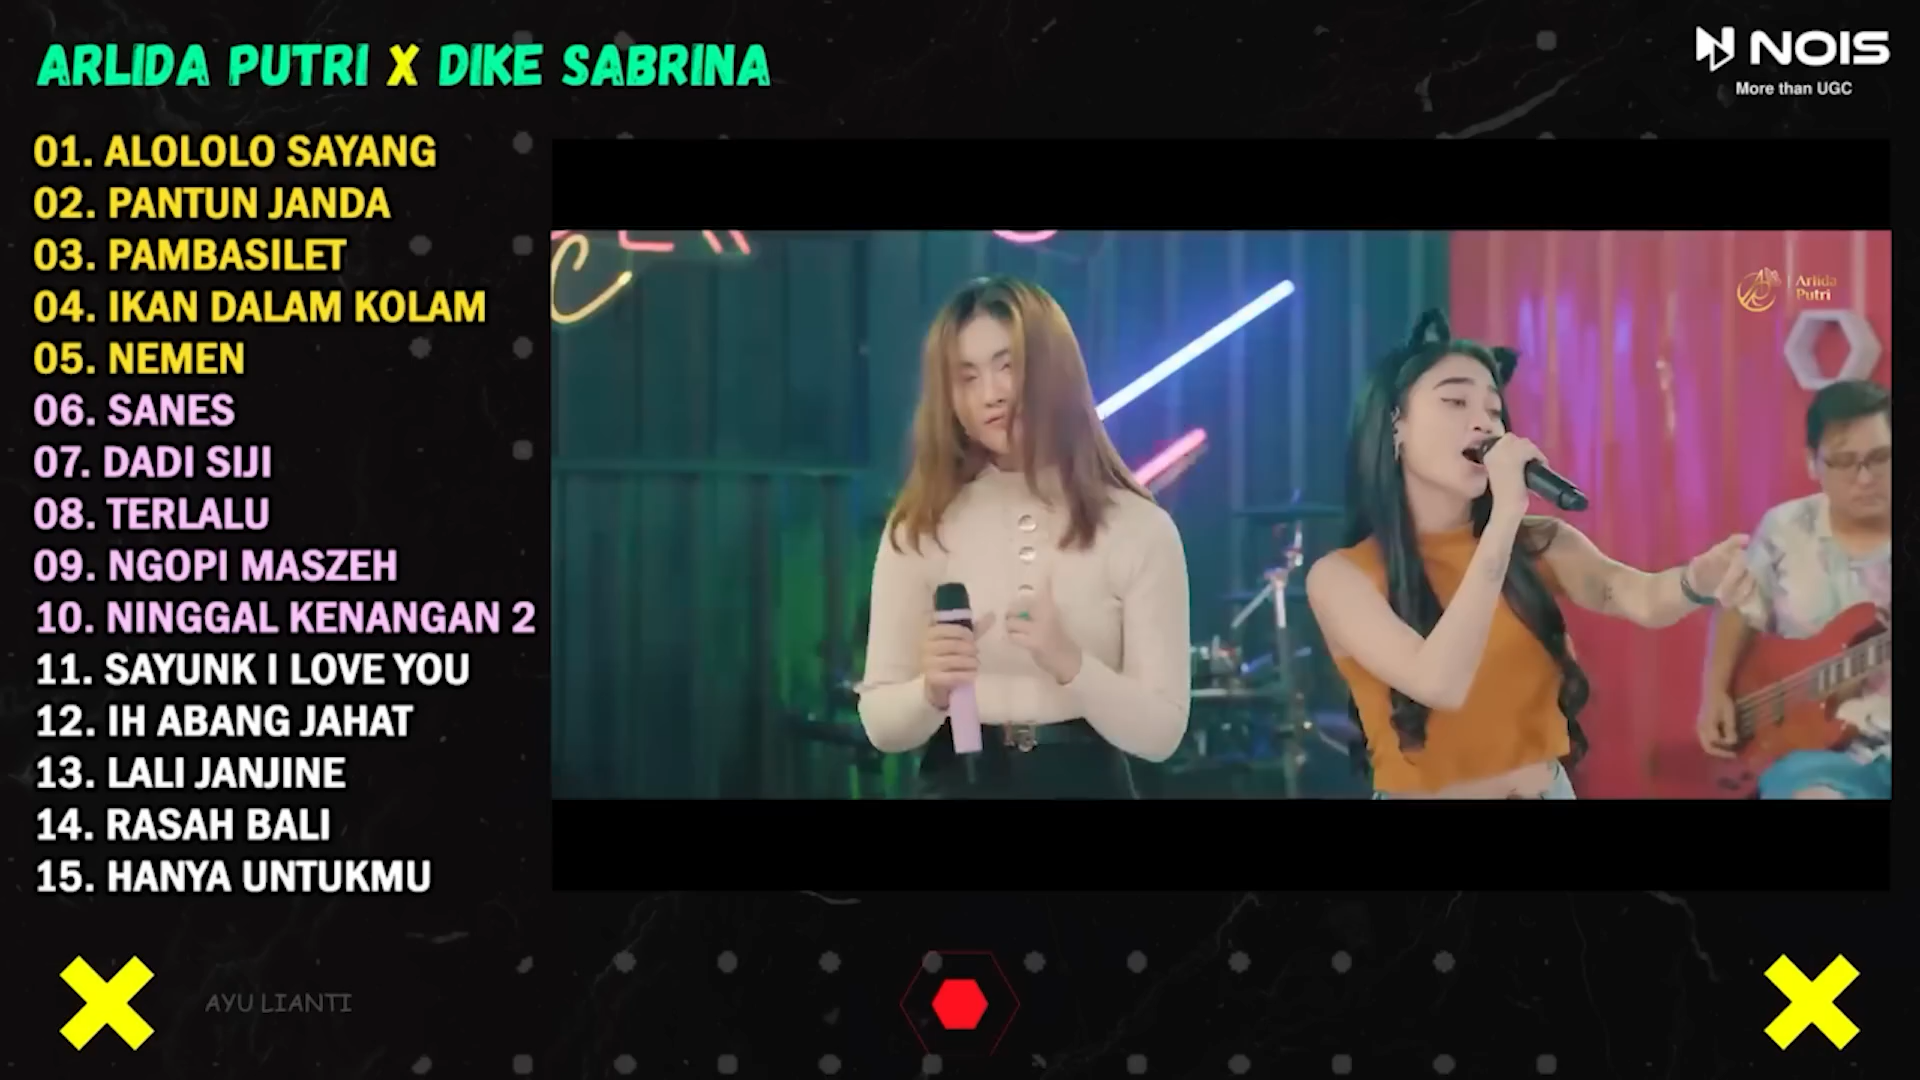 ARLIDA PUTRI X DIKE SABRINA
NOIS
More than UGC
01. ALOLOLO SAYANG
02. PANTUN JANDA
03. PAMBASILET
04. IKAN DALAM KOLAM
05. NEMEN
06. SANES
07. DADI SIJI
08. TERLALU
09. NGOPI MASZEH
10. NINGGAL KENANGAN 2
11. SAYUNK I LOVE YOU
12. IH ABANG JAHAT
13. LALI JANJINE
14. RASAH BALI
15. HANYA UNTUKMU
Arlida
Putri
AYU LIANTI